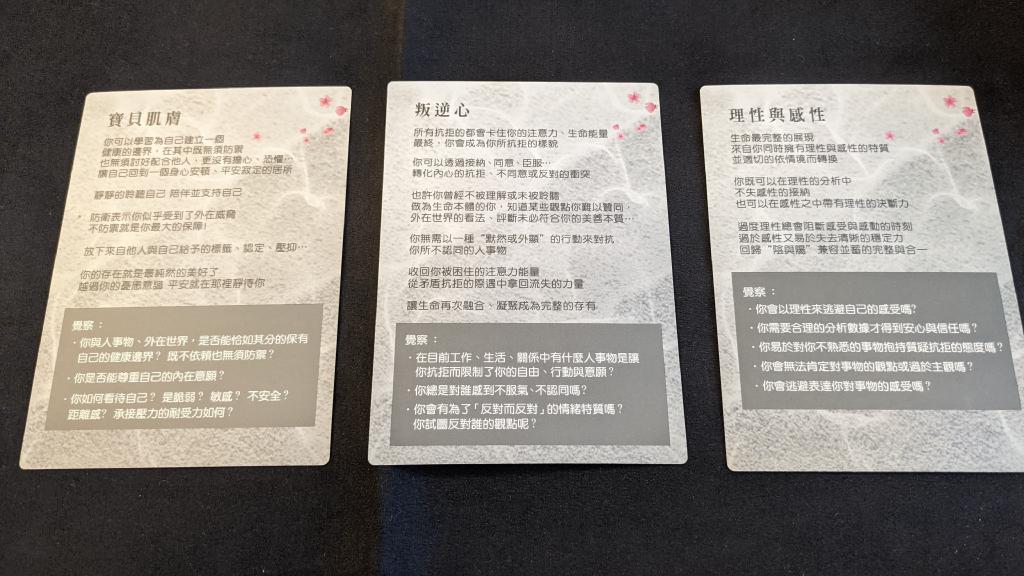 寶貝肌膚
你可以學習為自己建立一個
健康的邊界，在其中既無須防禦
也無須討好配合他人，更沒有擔心、恐懼…
讓自己回到一個身心安頓、平安寂定的居所
靜靜的聆聽自己 陪伴並支持自己
防衛表示你似乎受到了外在威脅
不防禦就是你最大的保障!
放下來自他人與自己給予的標籤、認定、壓抑…
你的存在就是最純然的美好了
越過你的憂患意識 平安就在那裡靜待你
覺察：
·你與人事物、外在世界，是否能恰如其分的保有
自己的健康邊界？ 既不依賴也無須防禦？
·你是否能尊重自己的內在意願？
·你如何看待自己？ 是脆弱？ 敏感？ 不安全？
距離感？ 承接壓力的耐受力如何？
叛逆心
所有抗拒的都會卡住你的注意力、生命能量
最終，你會成為你所抗拒的樣貌
你可以透過接納、同意、臣服…
轉化內心的抗拒、不同意或反對的衝突
也許你曾經不被理解或未被聆聽
做為生命本體的你，知道某些觀點你難以贊同，
外在世界的看法、評斷未必符合你的美善本質…
你無需以一種“默然或外顯”的行動來對抗
你所不認同的人事物
收回你被困住的注意力能量
從矛盾抗拒的際遇中拿回流失的力量
讓生命再次融合、凝聚成為完整的存有
覺察：
·在目前工作、生活、關係中有什麼人事物是讓
你抗拒而限制了你的自由、行動與意願？
·你總是對誰感到不服氣、不認同嗎？
·你會有為了「反對而反對」的情緒特質嗎？
你試圖反對誰的觀點呢？
理性與感性
生命最完整的展現
來自你同時擁有理性與感性的特質
並適切的依情境而轉換
你既可以在理性的分析中
不失感性的接納
也可以在感性之中帶有理性的決斷力
過度理性總會阻斷感受與感動的時刻
過於感性又易於失去清晰的穩定力
回歸“陰與陽”兼容並蓄的完整與合一
覺察：
·你會以理性來逃避自己的感受嗎?
·你需要合理的分析數據才得到安心與信任嗎？
·你易於對你不熟悉的事物抱持質疑抗拒的態度嗎？
·你會無法肯定對事物的觀點或過於主觀嗎？
·你會逃避表達你對事物的感受嗎？